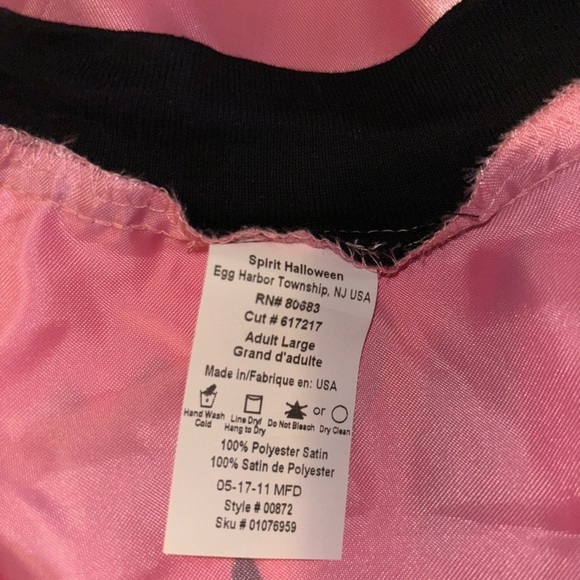 Spirit Halloween
Egg Harbor Township, NJ USA
RN# 80683
Cut # 617217
Adult Large
Grand d'adulte
Made in/Fabrique en: USA
or
Hand Wash Cold Line Dry/ Hang to Dry Do Not Bleach Dry Clean
100% Polyester Satin
100% Satin de Polyester
05-17-11 MFD
Style # 00872
Sku # 01076959